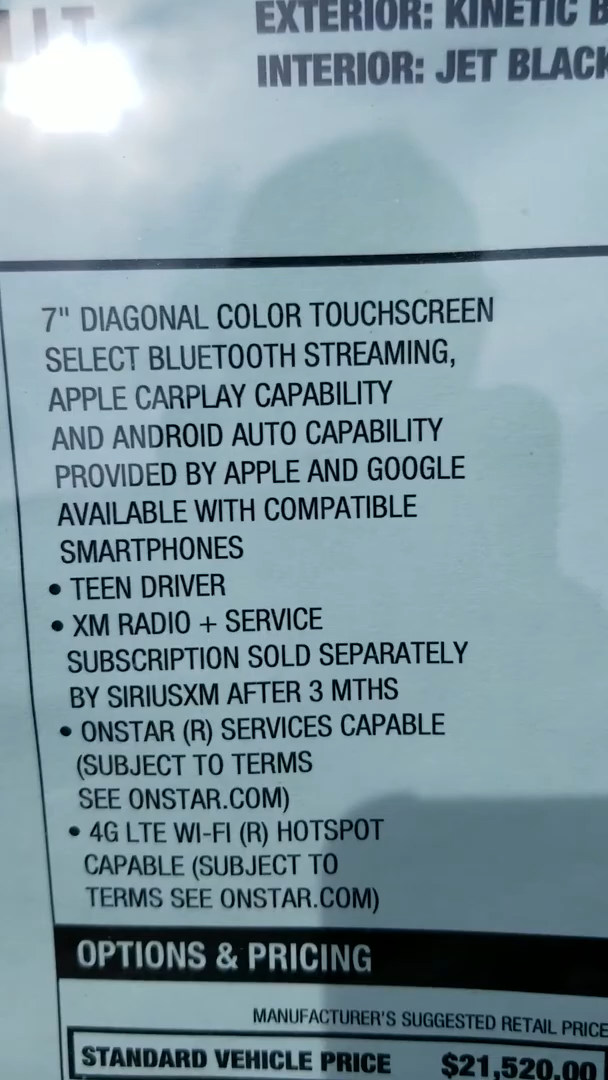 LT
EXTERIOR: KINETIC B
INTERIOR: JET BLACK
7" DIAGONAL COLOR TOUCHSCREEN
SELECT BLUETOOTH STREAMING,
APPLE CARPLAY CAPABILITY
AND ANDROID AUTO CAPABILITY
PROVIDED BY APPLE AND GOOGLE
AVAILABLE WITH COMPATIBLE
SMARTPHONES
• TEEN DRIVER
• XM RADIO + SERVICE
SUBSCRIPTION SOLD SEPARATELY
BY SIRIUSXM AFTER 3 MTHS
• ONSTAR (R) SERVICES CAPABLE
(SUBJECT TO TERMS
SEE ONSTAR.COM)
• 4G LTE WI-FI (R) HOTSPOT
CAPABLE (SUBJECT TO
TERMS SEE ONSTAR.COM)
OPTIONS & PRICING
MANUFACTURER'S SUGGESTED RETAIL PRICE
STANDARD VEHICLE PRICE $21,520.00